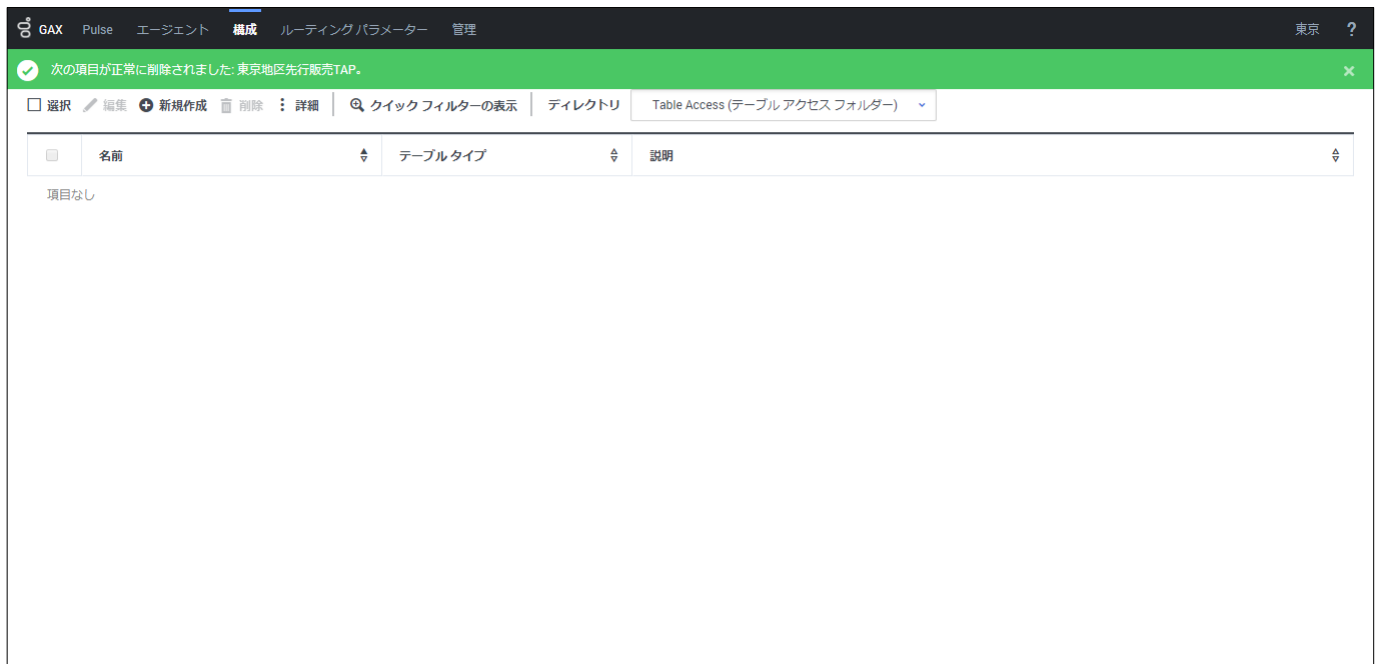 GAX Pulse エージェント 構成 ルーティング パラメーター 管理 東京 ?
次の項目が正常に削除されました: 東京地区先行販売TAP。 ×
選択 編集 新規作成 削除 詳細 クイック フィルターの表示 ディレクトリ Table Access (テーブル アクセス フォルダー)
名前 テーブル タイプ 説明
項目なし